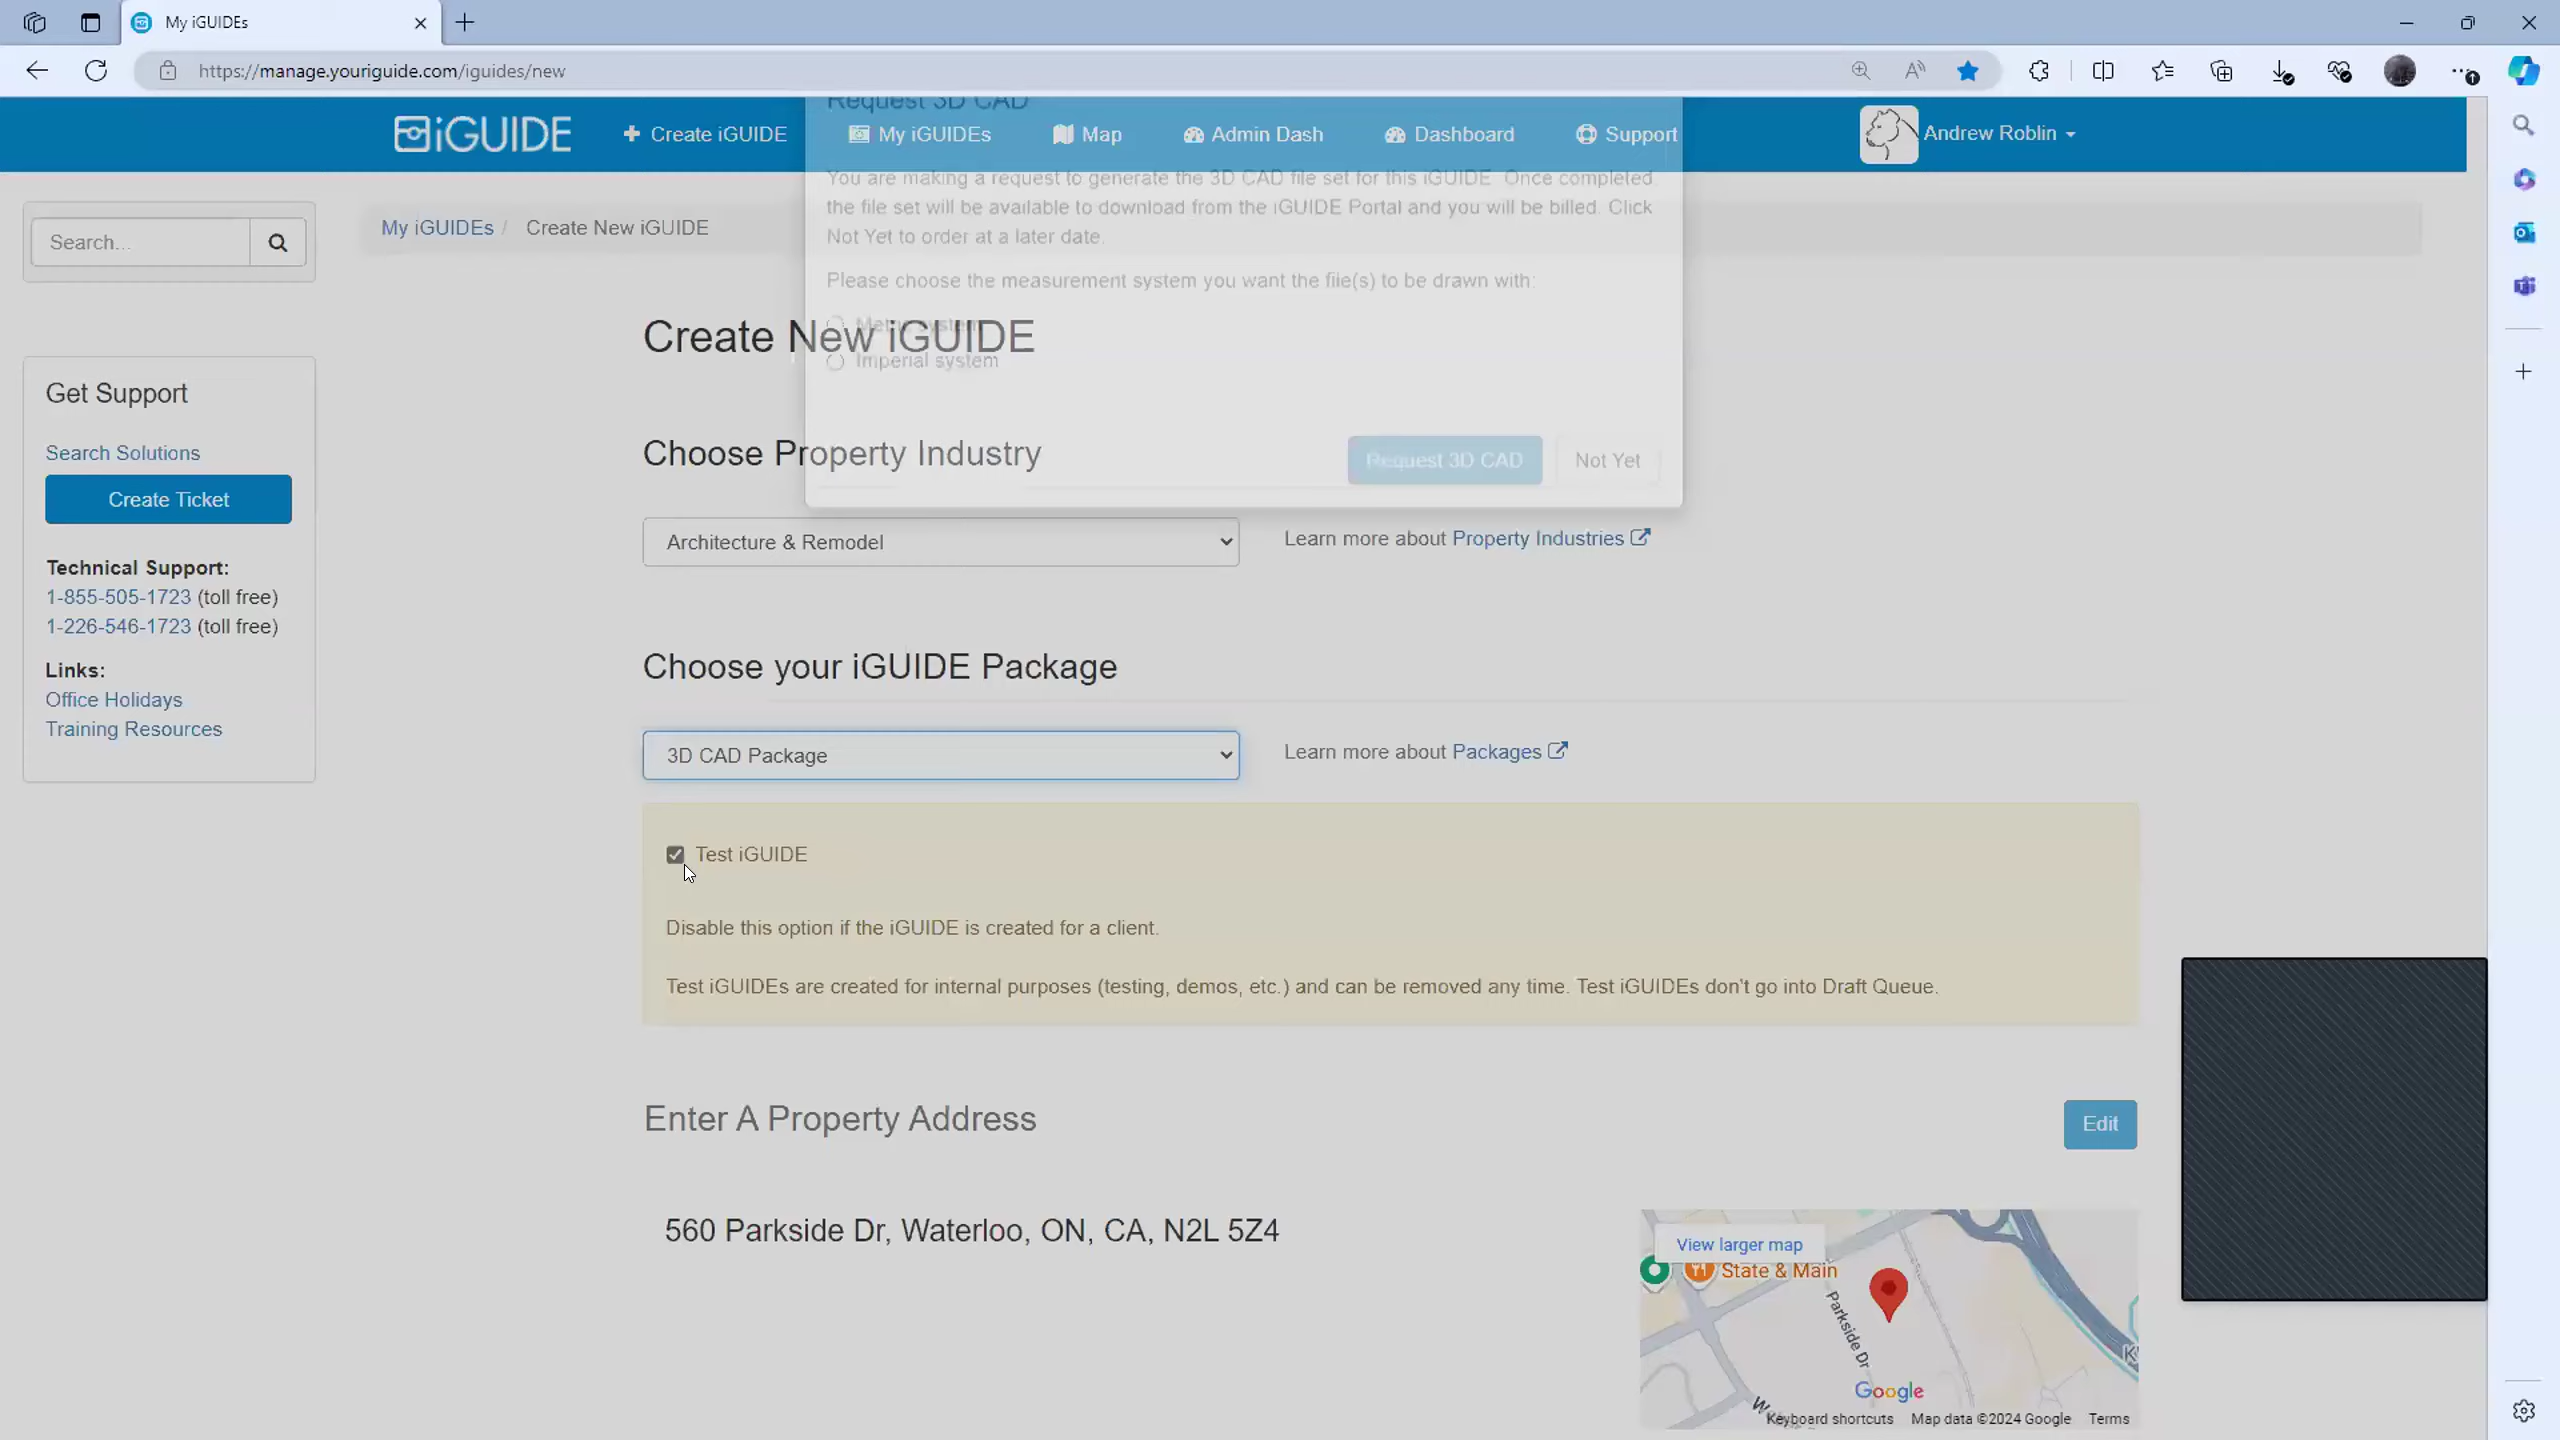 My iGUIDEs
https://manage.youriguide.com/iguides/new
iGUIDE
Create iGUIDE
My iGUIDEs
Map
Admin Dash
Dashboard
Support
Andrew Roblin
Request 3D CAD
You are making a request to generate the 3D CAD file set for this iGUIDE. Once completed,
the file set will be available to download from the iGUIDE Portal and you will be billed. Click
Not Yet to order at a later date.
Please choose the measurement system you want the file(s) to be drawn with:
Metric system
Imperial system
Request 3D CAD
Not Yet
Search...
My iGUIDEs / Create New iGUIDE
Get Support
Search Solutions
Create Ticket
Technical Support:
1-855-505-1723 (toll free)
1-226-546-1723 (toll free)
Links:
Office Holidays
Training Resources
Create New iGUIDE
Choose Property Industry
Architecture & Remodel
Learn more about Property Industries
Choose your iGUIDE Package
3D CAD Package
Learn more about Packages
Test iGUIDE
Disable this option if the iGUIDE is created for a client.
Test iGUIDEs are created for internal purposes (testing, demos, etc.) and can be removed any time. Test iGUIDEs don't go into Draft Queue.
Enter A Property Address
Edit
560 Parkside Dr, Waterloo, ON, CA, N2L 5Z4
View larger map
State & Main
Parkside Dr
Google
Keyboard shortcuts
Map data ©2024 Google
Terms